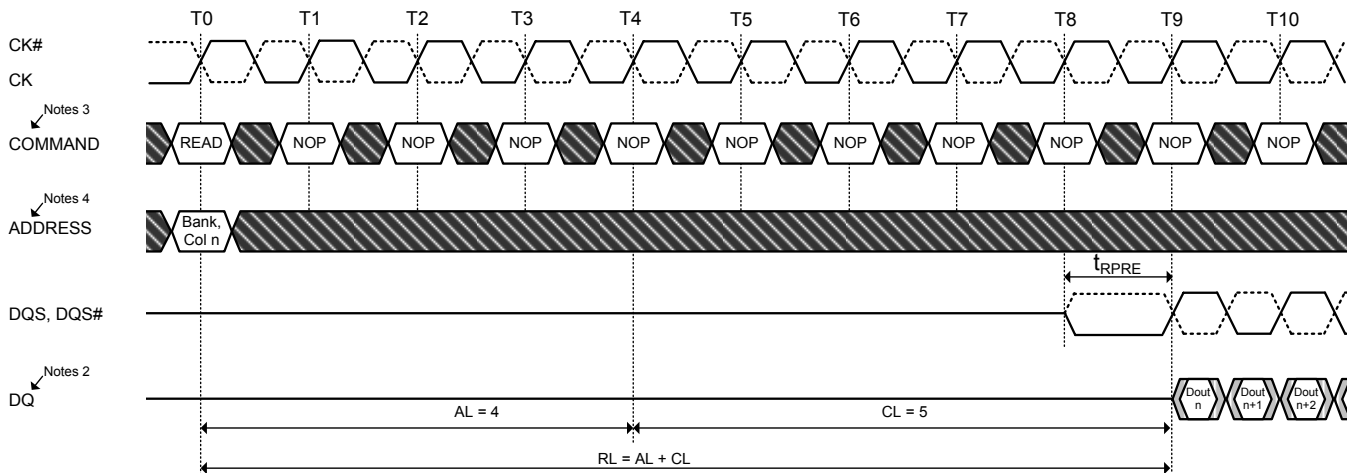 T0 T1 T2 T3 T4 T5 T6 T7 T8 T9 T10
CK#
CK
Notes 3
COMMAND READ NOP NOP NOP NOP NOP NOP NOP NOP NOP NOP
Notes 4
ADDRESS Bank,
Col n
tRPRE
DQS, DQS#
Notes 2
DQ Dout
n Dout
n+1 Dout
n+2
AL = 4 CL = 5
RL = AL + CL